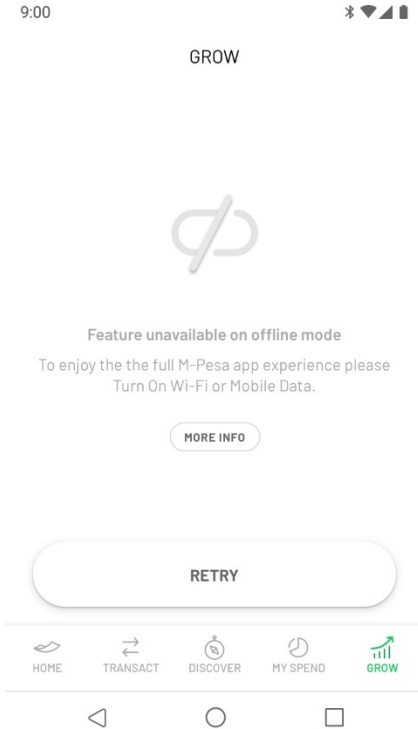 9:00
GROW
Feature unavailable on offline mode
To enjoy the the full M-Pesa app experience please
Turn On Wi-Fi or Mobile Data.
MORE INFO
RETRY
HOME
TRANSACT
DISCOVER
MY SPEND
GROW